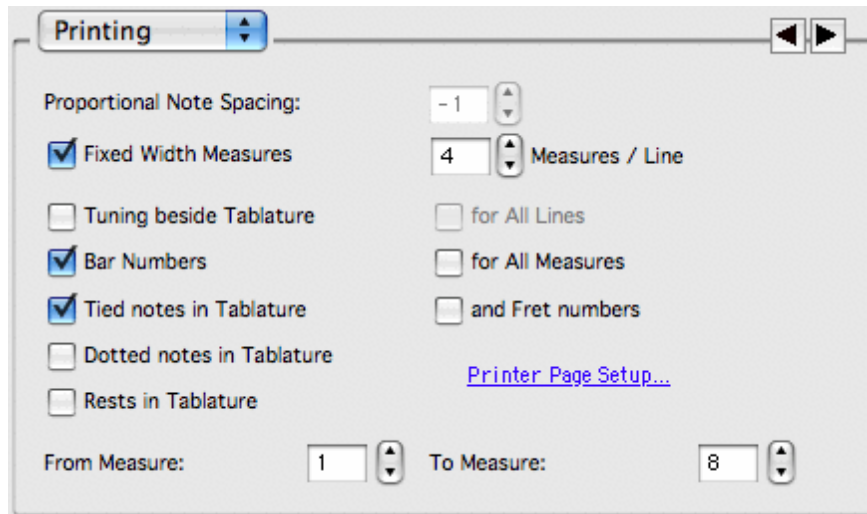 Printing
Proportional Note Spacing: -1
Fixed Width Measures 4 Measures / Line
Tuning beside Tablature for All Lines
Bar Numbers for All Measures
Tied notes in Tablature and Fret numbers
Dotted notes in Tablature
Printer Page Setup...
Rests in Tablature
From Measure: 1 To Measure: 8